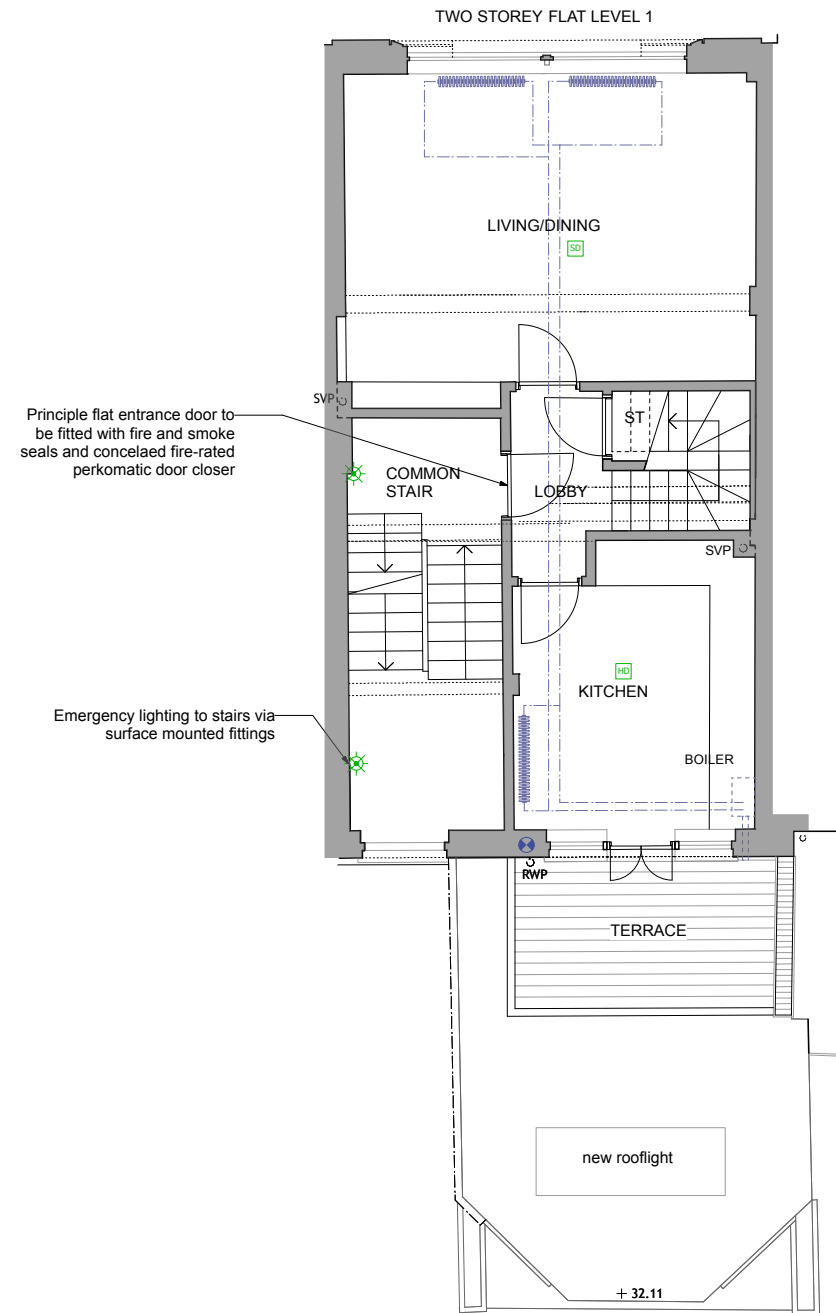 TWO STOREY FLAT LEVEL 1
LIVING/DINING
SD
SVP
Principle flat entrance door to
be fitted with fire and smoke
seals and concelaed fire-rated
perkomatic door closer
ST
COMMON
STAIR
LOBBY
SVP
HD
KITCHEN
Emergency lighting to stairs via
surface mounted fittings
BOILER
RWP
TERRACE
new rooflight
+ 32.11